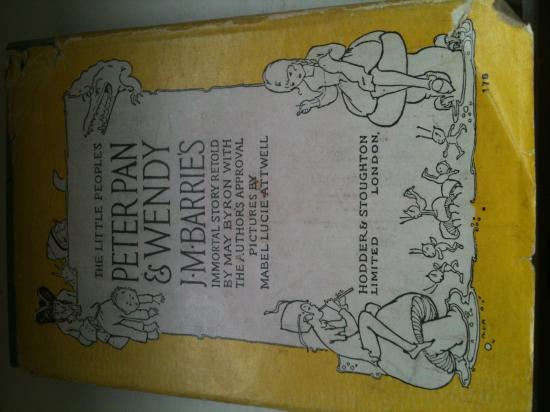 THE LITTLE PEOPLE'S
PETER PAN
& WENDY
J·M·BARRIE'S
IMMORTAL STORY RETOLD
BY MAY BYRON WITH
THE AUTHOR'S APPROVAL
PICTURES BY
MABEL LUCIE ATTWELL
HODDER & STOUGHTON
LIMITED LONDON.
176